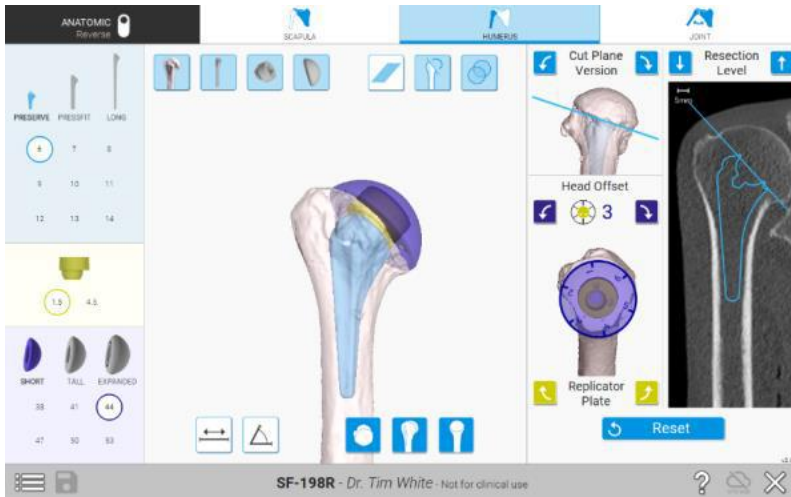 ANATOMIC
Reverse
SCAPULA
HUMERUS
JOINT
PRESERVE PRESSFIT LONG
6 7 8
9 10 11
12 13 14
1.5 4.5
SHORT TALL EXPANDED
38 41 44
47 50 53
Cut Plane
Version
Head Offset
3
Replicator
Plate
Resection
Level
5mm
Reset
SF-198R - Dr. Tim White - Not for clinical use
?